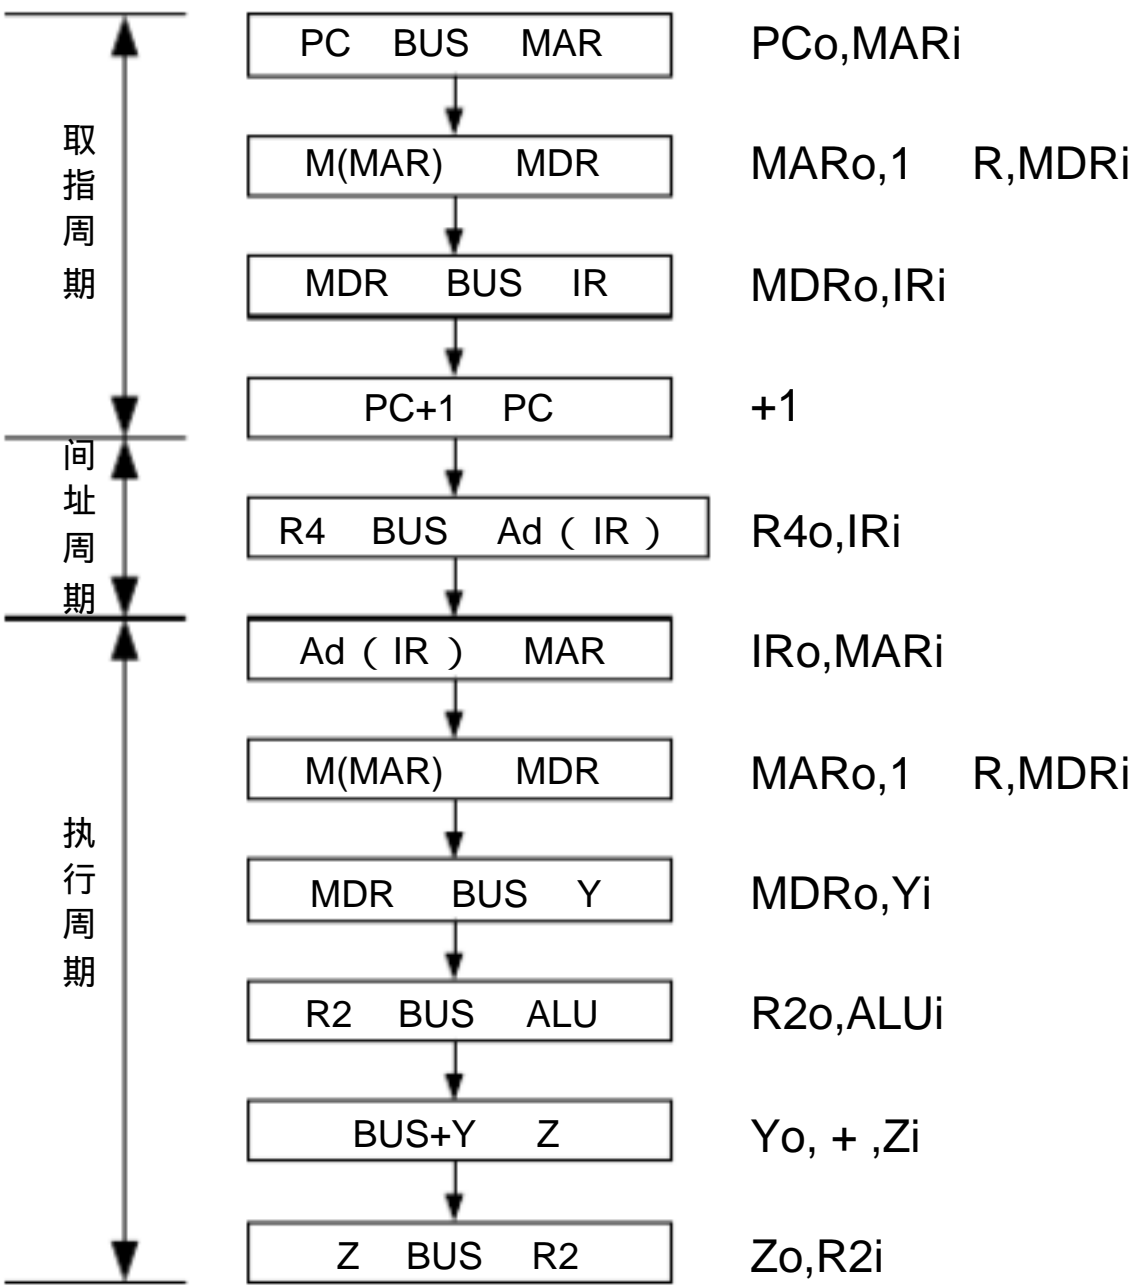 PC BUS MAR PCo,MARi
M(MAR) MDR MARo,1 R,MDRi
MDR BUS IR MDRo,IRi
PC+1 PC +1
取指周期
R4 BUS Ad ( IR ) R4o,IRi
间址周期
Ad ( IR ) MAR IRo,MARi
M(MAR) MDR MARo,1 R,MDRi
MDR BUS Y MDRo,Yi
R2 BUS ALU R2o,ALUi
BUS+Y Z Yo, + ,Zi
Z BUS R2 Zo,R2i
执行周期